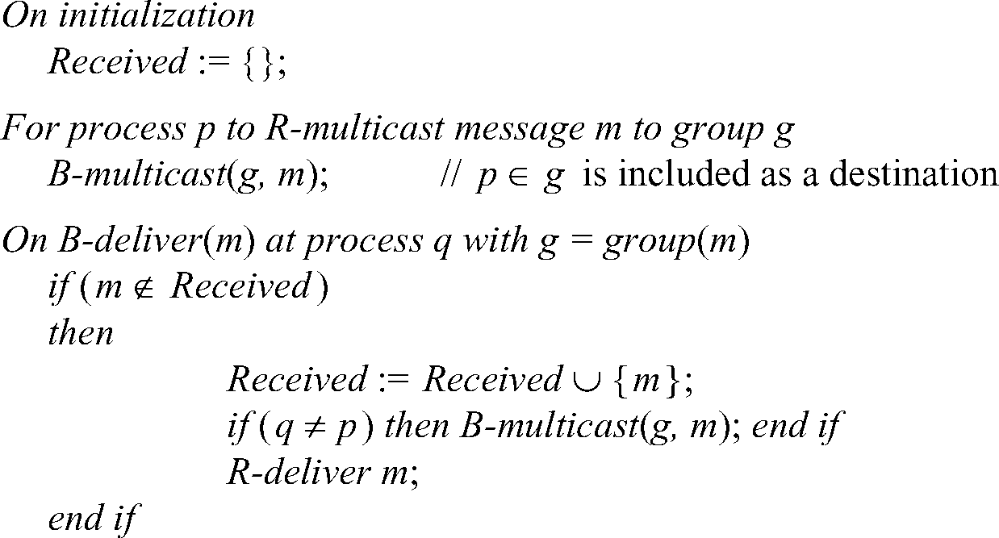 On initialization
Received := {};
For process p to R-multicast message m to group g
B-multicast(g, m); // p ∈ g is included as a destination
On B-deliver(m) at process q with g = group(m)
if (m ∉ Received)
then
Received := Received ∪ {m};
if (q ≠ p) then B-multicast(g, m); end if
R-deliver m;
end if